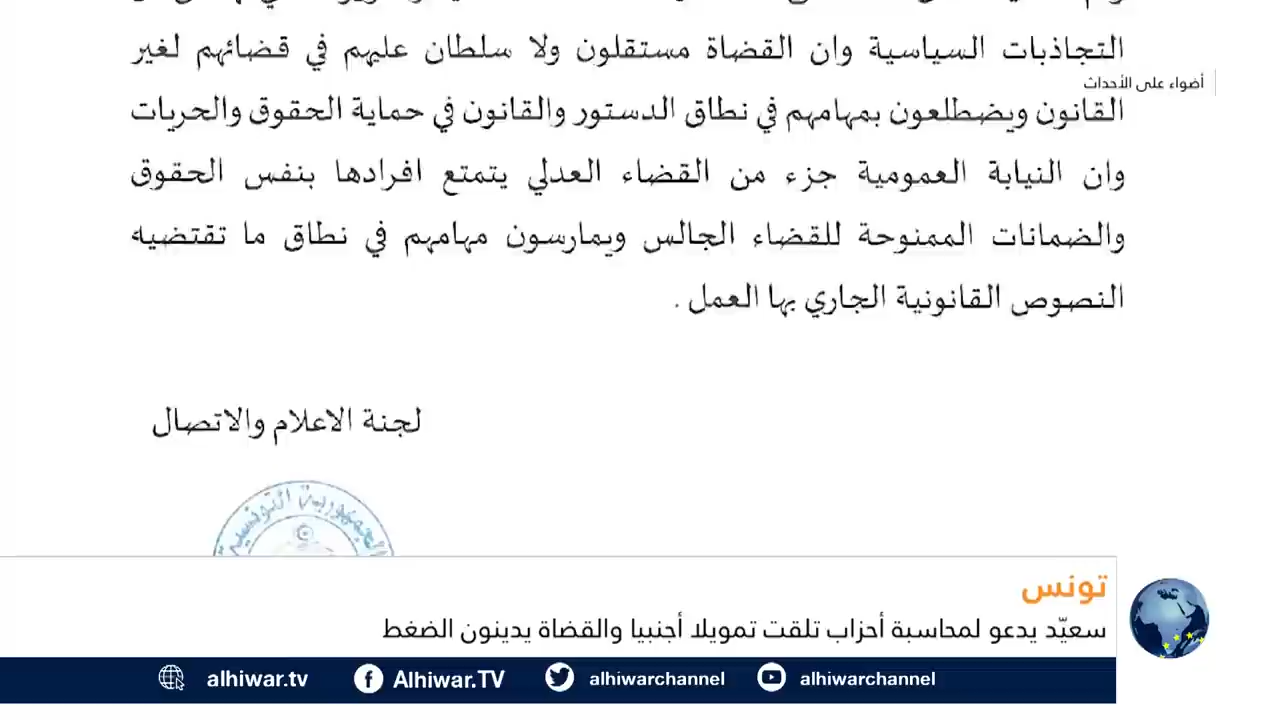 التجاذبات السياسية وان القضاة مستقلون ولا سلطان عليهم في قضائهم لغير
أضواء على الأحداث
القانون ويضطلعون بمهامهم في نطاق الدستور والقانون في حماية الحقوق والحريات
وان النيابة العمومية جزء من القضاء العدلي يتمتع افرادها بنفس الحقوق
والضمانات الممنوحة للقضاء الجالس ويمارسون مهامهم في نطاق ما تقتضيه
النصوص القانونية الجاري بها العمل .
لجنة الاعلام والاتصال
الجمهورية التونسية
تونس
سعيّد يدعو لمحاسبة أحزاب تلقت تمويلا أجنبيا والقضاة يدينون الضغط
alhiwar.tv Alhiwar.TV alhiwarchannel alhiwarchannel